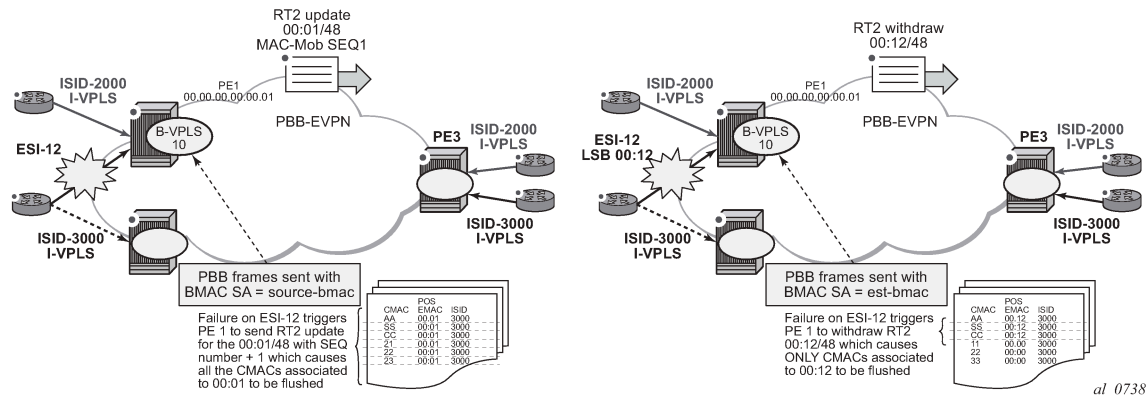 RT2 update
00:01/48
MAC-Mob SEQ1
ISID-2000
I-VPLS
PE1
00.00.00.00.00.01
B-VPLS
10
PBB-EVPN
PE3
ISID-2000
I-VPLS
ESI-12
ISID-3000
I-VPLS
ISID-3000
I-VPLS
PBB frames sent with
BMAC SA = source-bmac
Failure on ESI-12 triggers
PE 1 to send RT2 update
for the 00:01/48 with SEQ
number + 1 which causes
all the CMACs associated
to 00:01 to be flushed
POS
CMAC EMAC ISID
AA 00.01 3000
SS 00:01 3000
CC 00:01 3000
21 00.01 3000
22 00.01 3000
23 00.01 3000
RT2 withdraw
00:12/48
ISID-2000
I-VPLS
PE1
00.00.00.00.00.01
B-VPLS
10
PBB-EVPN
PE3
ISID-2000
I-VPLS
ESI-12
LSB 00:12
ISID-3000
I-VPLS
ISID-3000
I-VPLS
PBB frames sent with
BMAC SA = est-bmac
Failure on ESI-12 triggers
PE 1 to withdraw RT2
00:12/48 which causes
ONLY CMACs associated
to 00:12 to be flushed
POS
CMAC EMAC ISID
AA 00.12 3000
SS 00:12 3000
CC 00:12 3000
11 00.00 3000
22 00:00 3000
33 00.00 3000
al_0738